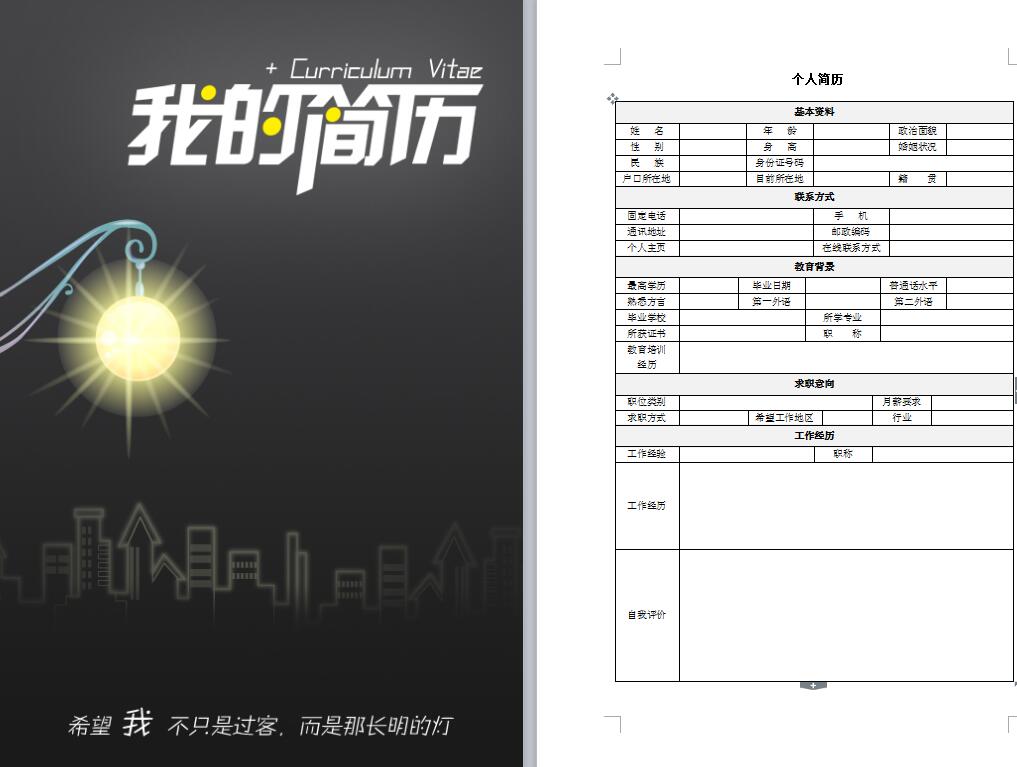 + Curriculum Vitae
我的简历
希望 我 不只是过客，而是那长明的灯
个人简历
基本资料
姓 名 年 龄 政治面貌
性 别 身 高 婚姻状况
民 族 身份证号码
户口所在地 目前所在地 籍 贯
联系方式
固定电话 手 机
通讯地址 邮政编码
个人主页 在线联系方式
教育背景
最高学历 毕业日期 普通话水平
熟悉方言 第一外语 第二外语
毕业学校 所学专业
所获证书 职 称
教育培训
经历
求职意向
职位类别 月薪要求
求职方式 希望工作地区 行业
工作经历
工作经验 职称
工作经历
自我评价